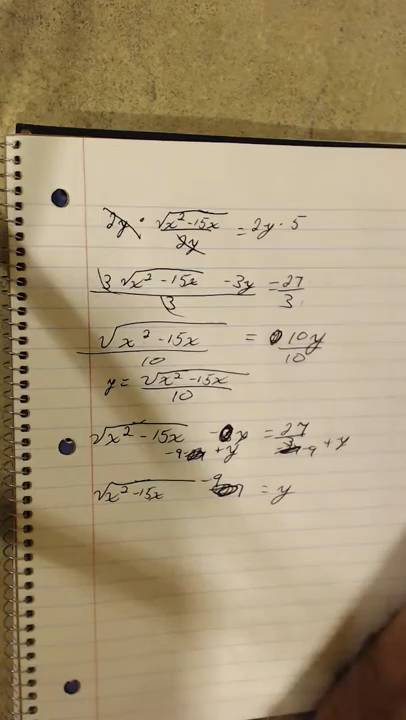 2y · √x²-15x / 2y = 2y · 5
3√x²-15x - 3y / 3 = 27 / 3
√x²-15x / 10 = 10y / 10
y = √x²-15x / 10
√x²-15x - y = 27 / 3
-9 + y -9 + y
√x²-15x -9 = y